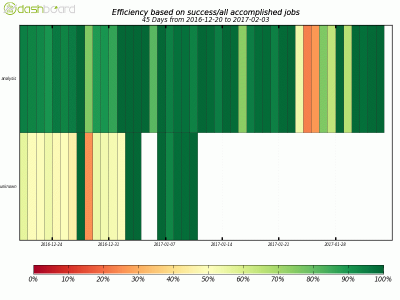 dashboard
Efficiency based on success/all accomplished jobs
45 Days from 2016-12-20 to 2017-02-03
analysis
unknown
2016-12-24 2016-12-31 2017-01-07 2017-01-14 2017-01-21 2017-01-28
0% 10% 20% 30% 40% 50% 60% 70% 80% 90% 100%